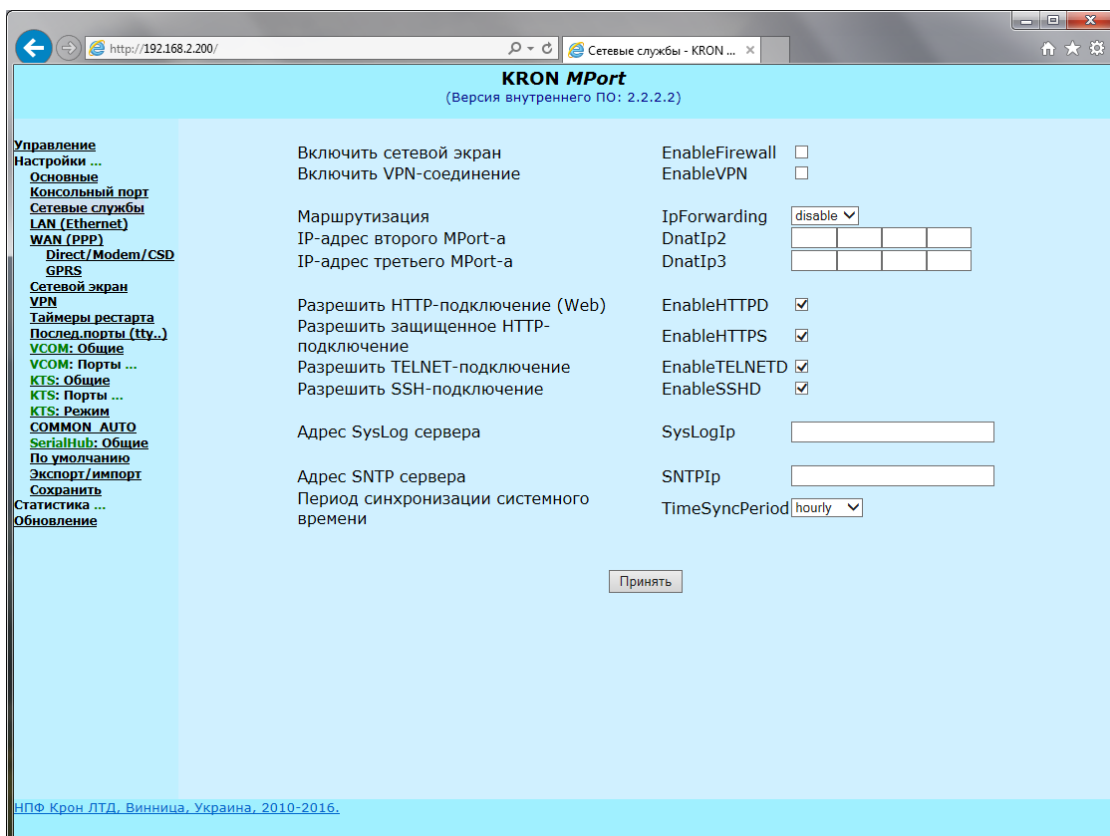 http://192.168.2.200/
Сетевые службы - KRON ...
KRON MPort
(Версия внутреннего ПО: 2.2.2.2)
Управление
Настройки ...
Основные
Консольный порт
Сетевые службы
LAN (Ethernet)
WAN (PPP)
Direct/Modem/CSD
GPRS
Сетевой экран
VPN
Таймеры рестарта
Послед.порты (tty..)
VCOM: Общие
VCOM: Порты ...
KTS: Общие
KTS: Порты ...
KTS: Режим
COMMON_AUTO
SerialHub: Общие
По умолчанию
Экспорт/импорт
Сохранить
Статистика ...
Обновление
Включить сетевой экран EnableFirewall
Включить VPN-соединение EnableVPN
Маршрутизация IpForwarding disable
IP-адрес второго MPort-а DnatIp2
IP-адрес третьего MPort-а DnatIp3
Разрешить HTTP-подключение (Web) EnableHTTPD
Разрешить защищенное HTTP-
подключение EnableHTTPS
Разрешить TELNET-подключение EnableTELNETD
Разрешить SSH-подключение EnableSSHD
Адрес SysLog сервера SysLogIp
Адрес SNTP сервера SNTPIp
Период синхронизации системного
времени TimeSyncPeriod hourly
Принять
НПФ Крон ЛТД, Винница, Украина, 2010-2016.